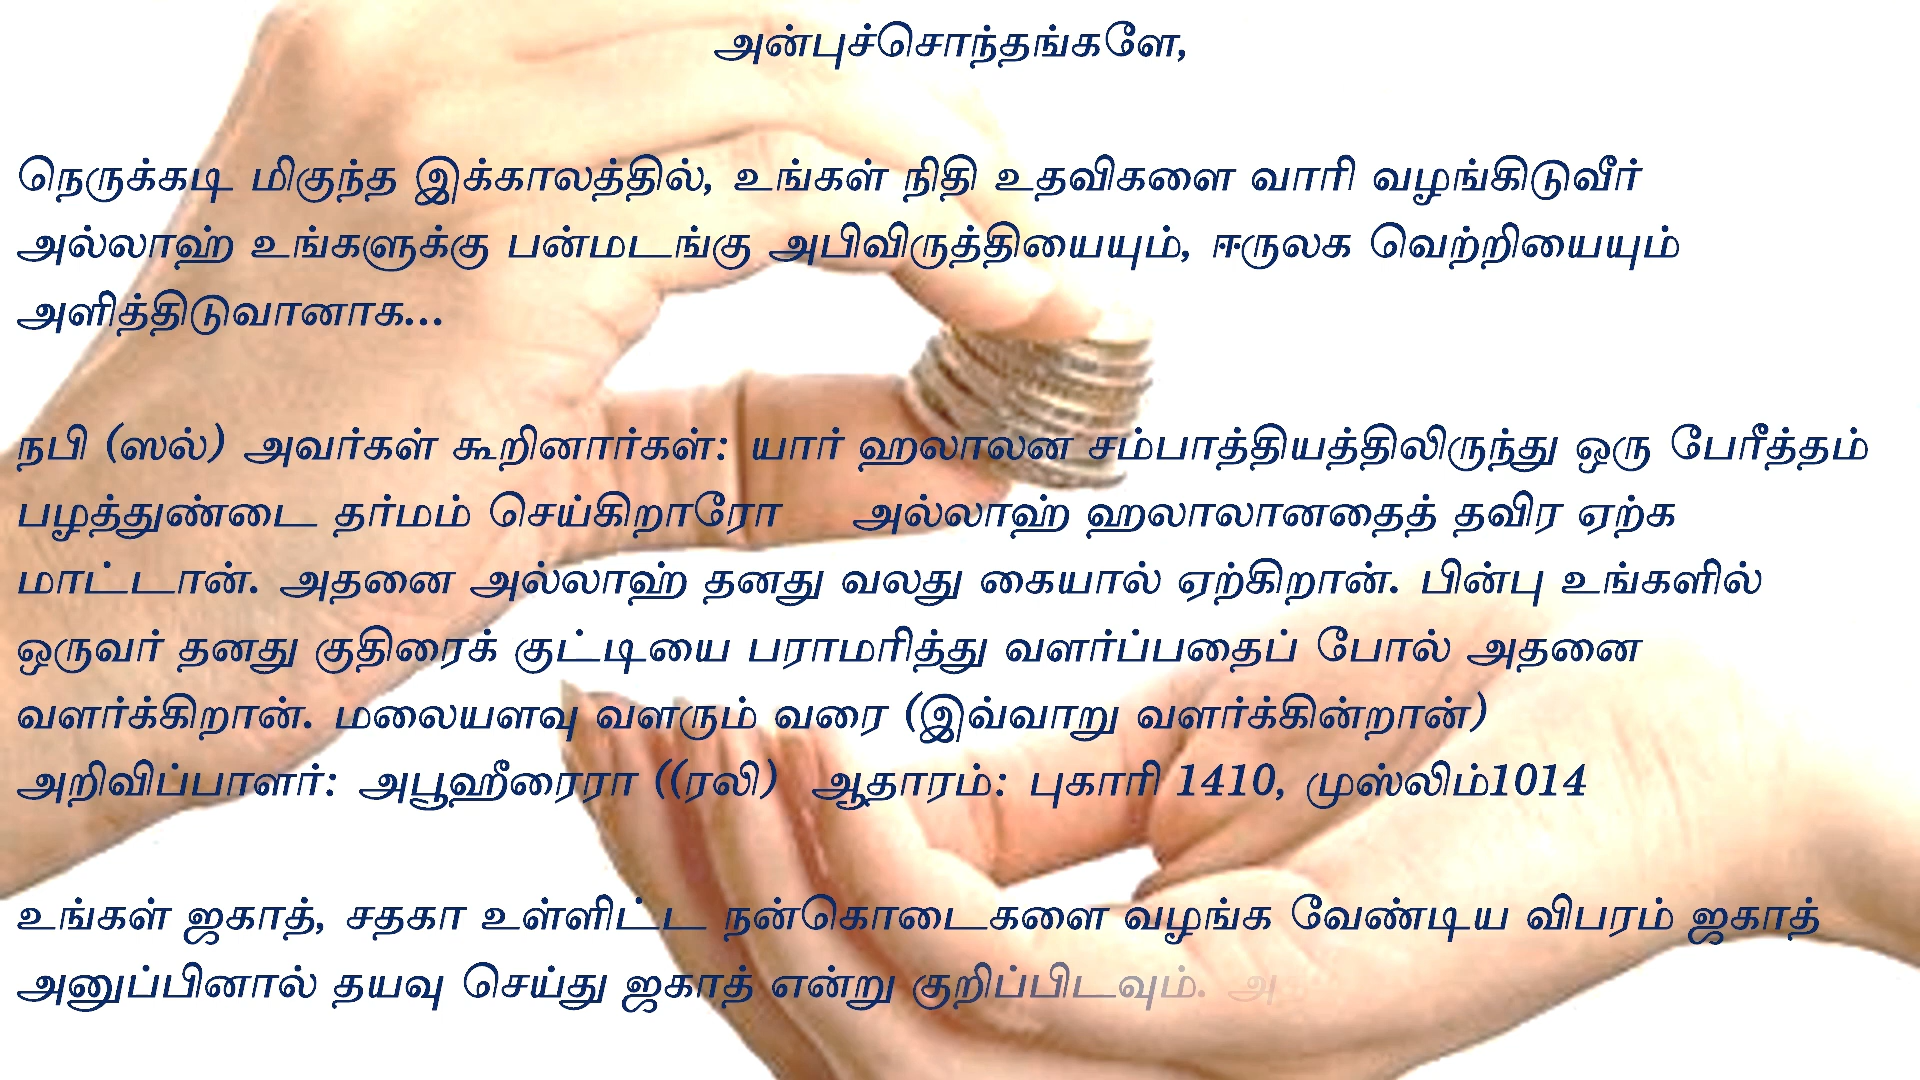 அன்புச்சொந்தங்களே,
நெருக்கடி மிகுந்த இக்காலத்தில், உங்கள் நிதி உதவிகளை வாரி வழங்கிடுவீர்
அல்லாஹ் உங்களுக்கு பன்மடங்கு அபிவிருத்தியையும், ஈருலக வெற்றியையும்
அளித்திடுவானாக...
நபி (ஸல்) அவர்கள் கூறினார்கள்: யார் ஹலாலன சம்பாத்தியத்திலிருந்து ஒரு பேரீத்தம்
பழத்துண்டை தர்மம் செய்கிறாரோ அல்லாஹ் ஹலாலானதைத் தவிர ஏற்க
மாட்டான். அதனை அல்லாஹ் தனது வலது கையால் ஏற்கிறான். பின்பு உங்களில்
ஒருவர் தனது குதிரைக் குட்டியை பராமரித்து வளர்ப்பதைப் போல் அதனை
வளர்க்கிறான். மலையளவு வளரும் வரை (இவ்வாறு வளர்க்கின்றான்)
அறிவிப்பாளர்: அபூஹீரைரா ((ரலி) ஆதாரம்: புகாரி 1410, முஸ்லிம்1014
உங்கள் ஜகாத், சதகா உள்ளிட்ட நன்கொடைகளை வழங்க வேண்டிய விபரம் ஜகாத்
அனுப்பினால் தயவு செய்து ஜகாத் என்று குறிப்பிடவும்.